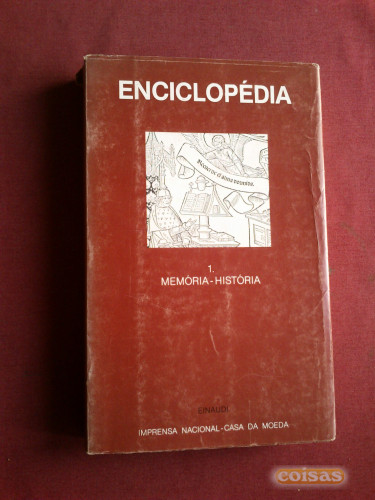 ENCICLOPÉDIA
1.
MEMÓRIA-HISTÓRIA
EINAUDI
IMPRENSA NACIONAL-CASA DA MOEDA
coisas